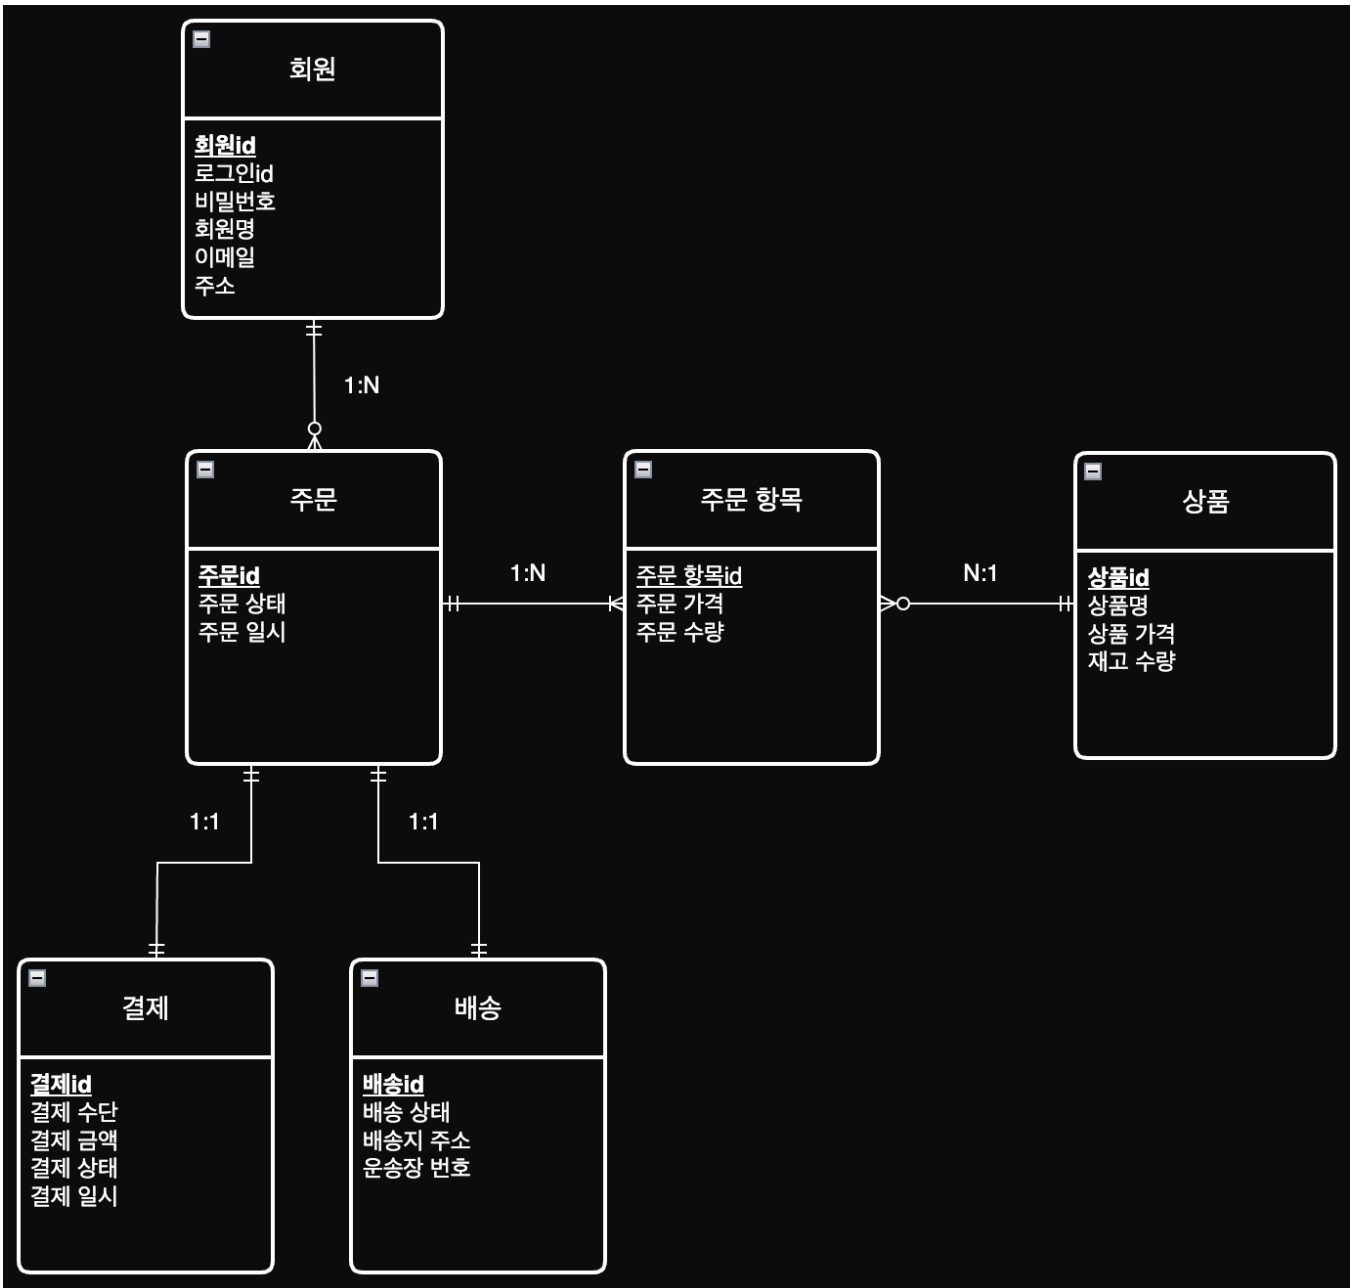 회원
회원id
로그인id
비밀번호
회원명
이메일
주소
1:N
주문
주문id
주문 상태
주문 일시
1:N
주문 항목
주문 항목id
주문 가격
주문 수량
N:1
상품
상품id
상품명
상품 가격
재고 수량
1:1
1:1
결제
결제id
결제 수단
결제 금액
결제 상태
결제 일시
배송
배송id
배송 상태
배송지 주소
운송장 번호